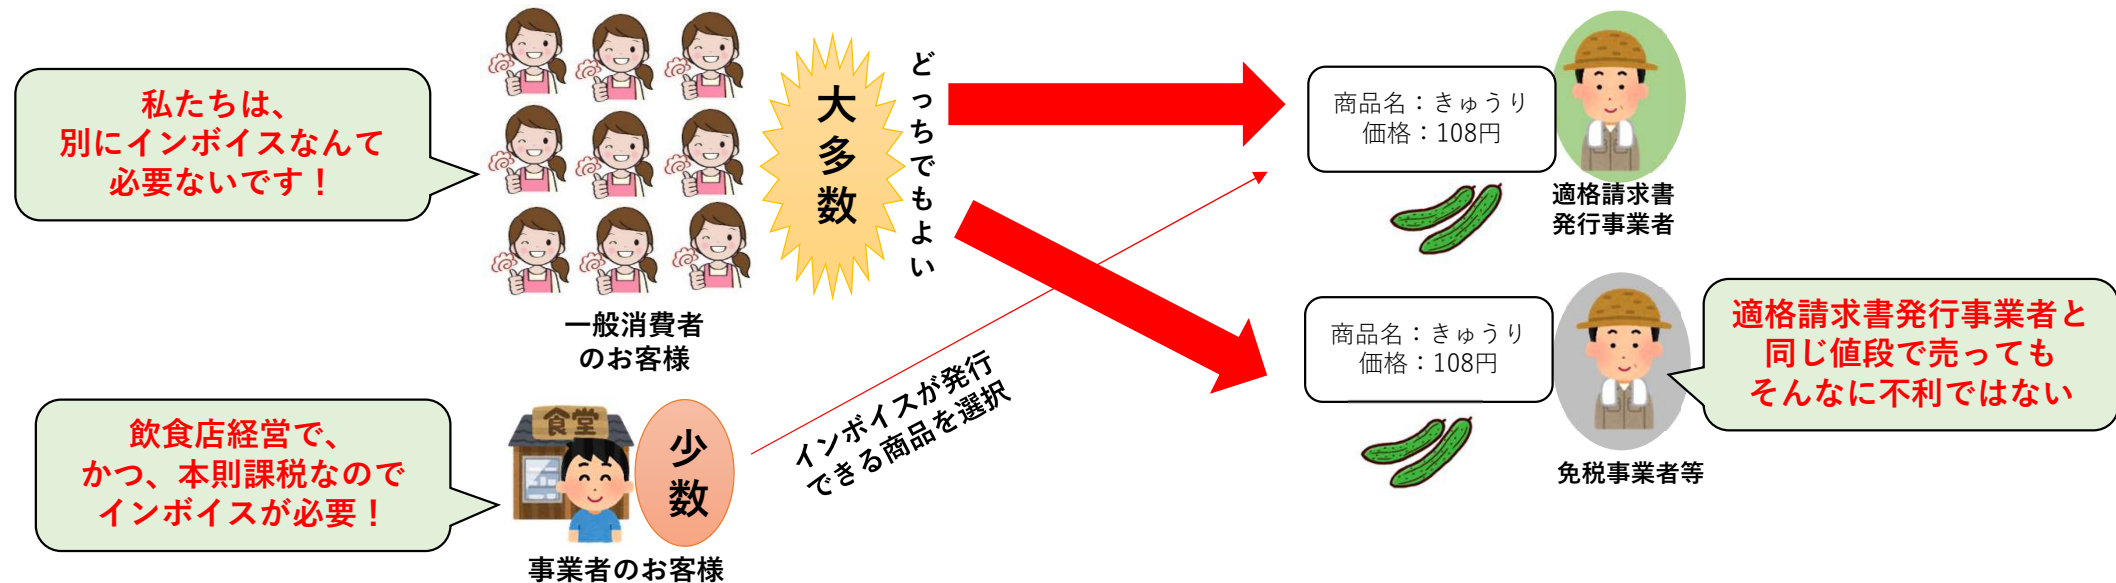 私たちは、
別にインボイスなんて
必要ないです！
大多数
どっちでもよい
一般消費者
のお客様
飲食店経営で、
かつ、本則課税なので
インボイスが必要！
食堂
少数
事業者のお客様
インボイスが発行
できる商品を選択
商品名：きゅうり
価格：108円
適格請求書
発行事業者
商品名：きゅうり
価格：108円
免税事業者等
適格請求書発行事業者と
同じ値段で売っても
そんなに不利ではない